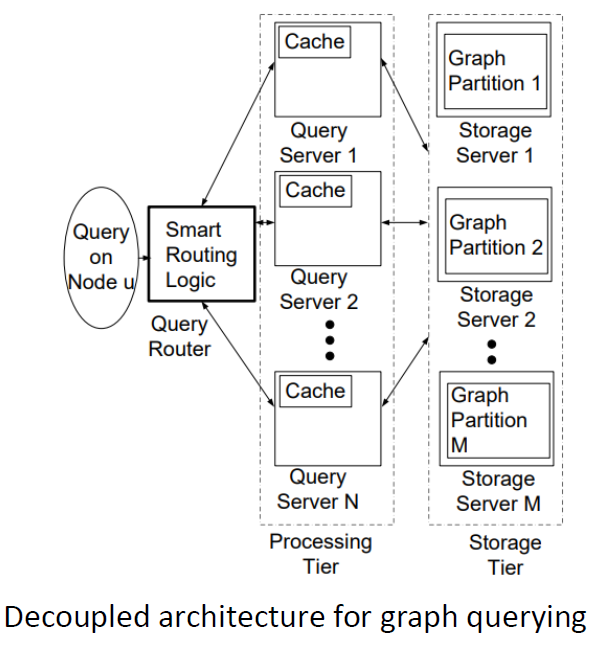 Query
on
Node u
Smart
Routing
Logic
Query
Router
Cache
Query
Server 1
Cache
Query
Server 2
Cache
Query
Server N
Processing
Tier
Graph
Partition 1
Storage
Server 1
Graph
Partition 2
Storage
Server 2
Graph
Partition
M
Storage
Server M
Storage
Tier
Decoupled architecture for graph querying